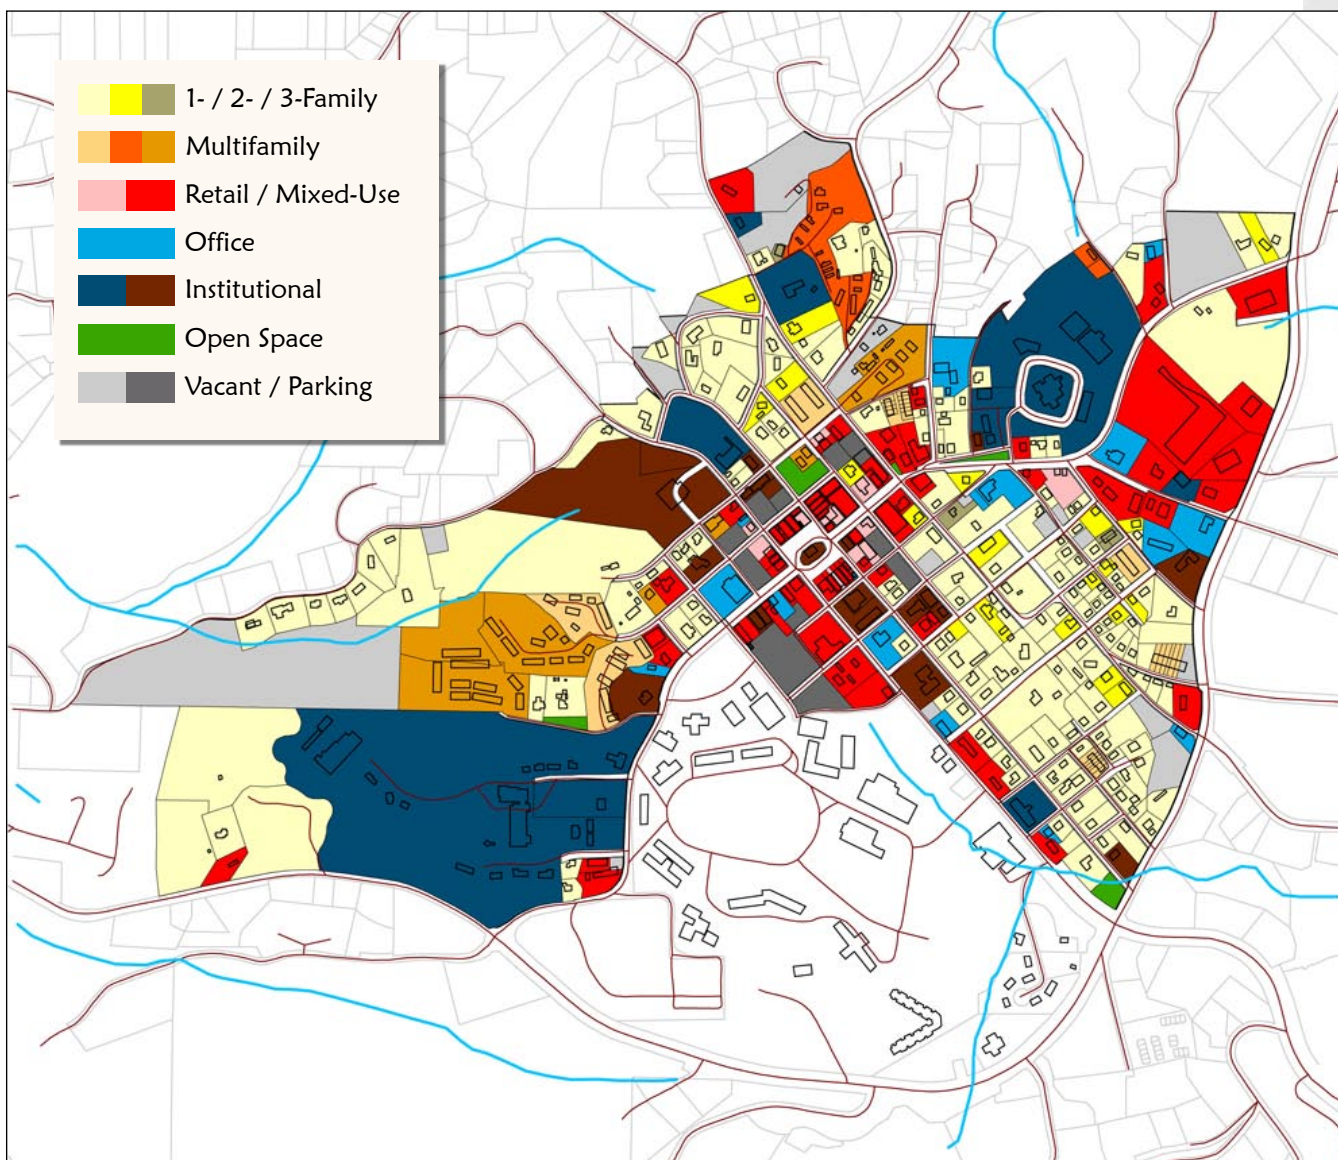 1- / 2- / 3-Family
Multifamily
Retail / Mixed-Use
Office
Institutional
Open Space
Vacant / Parking